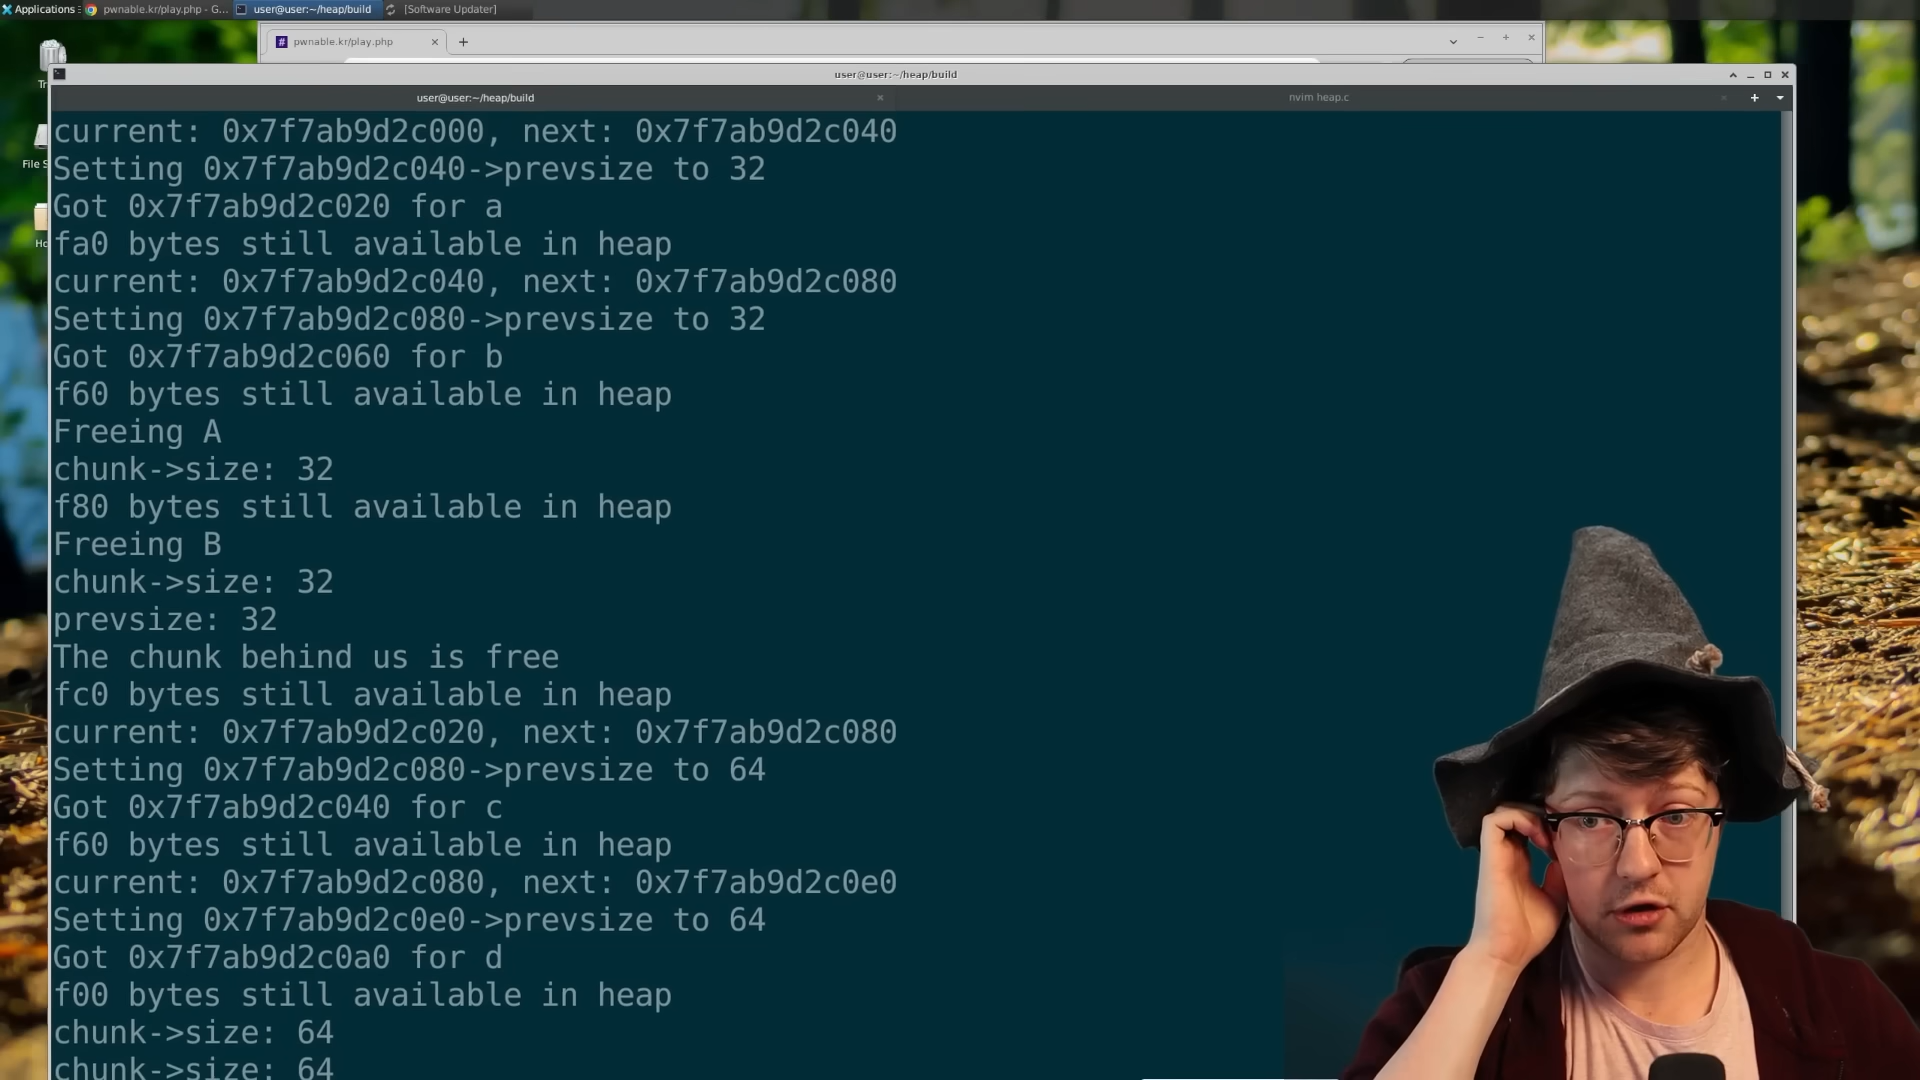 Applications
pwnable.kr/play.php - G...
user@user:~/heap/build
[Software Updater]
pwnable.kr/play.php
user@user:~/heap/build
user@user:~/heap/build
nvim heap.c
current: 0x7f7ab9d2c000, next: 0x7f7ab9d2c040
Setting 0x7f7ab9d2c040->prevsize to 32
Got 0x7f7ab9d2c020 for a
fa0 bytes still available in heap
current: 0x7f7ab9d2c040, next: 0x7f7ab9d2c080
Setting 0x7f7ab9d2c080->prevsize to 32
Got 0x7f7ab9d2c060 for b
f60 bytes still available in heap
Freeing A
chunk->size: 32
f80 bytes still available in heap
Freeing B
chunk->size: 32
prevsize: 32
The chunk behind us is free
fc0 bytes still available in heap
current: 0x7f7ab9d2c020, next: 0x7f7ab9d2c080
Setting 0x7f7ab9d2c080->prevsize to 64
Got 0x7f7ab9d2c040 for c
f60 bytes still available in heap
current: 0x7f7ab9d2c080, next: 0x7f7ab9d2c0e0
Setting 0x7f7ab9d2c0e0->prevsize to 64
Got 0x7f7ab9d2c0a0 for d
f00 bytes still available in heap
chunk->size: 64
chunk->size: 64